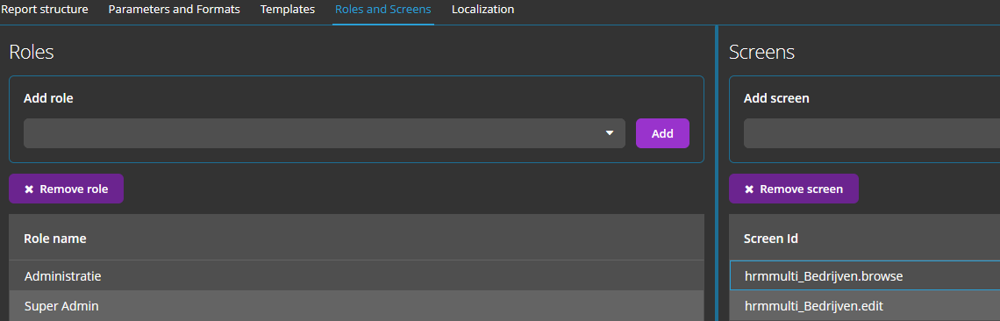 Report structure Parameters and Formats Templates Roles and Screens Localization
Roles
Add role
Add
Remove role
Role name
Administratie
Super Admin
Screens
Add screen
Remove screen
Screen Id
hrmmulti_Bedrijven.browse
hrmmulti_Bedrijven.edit